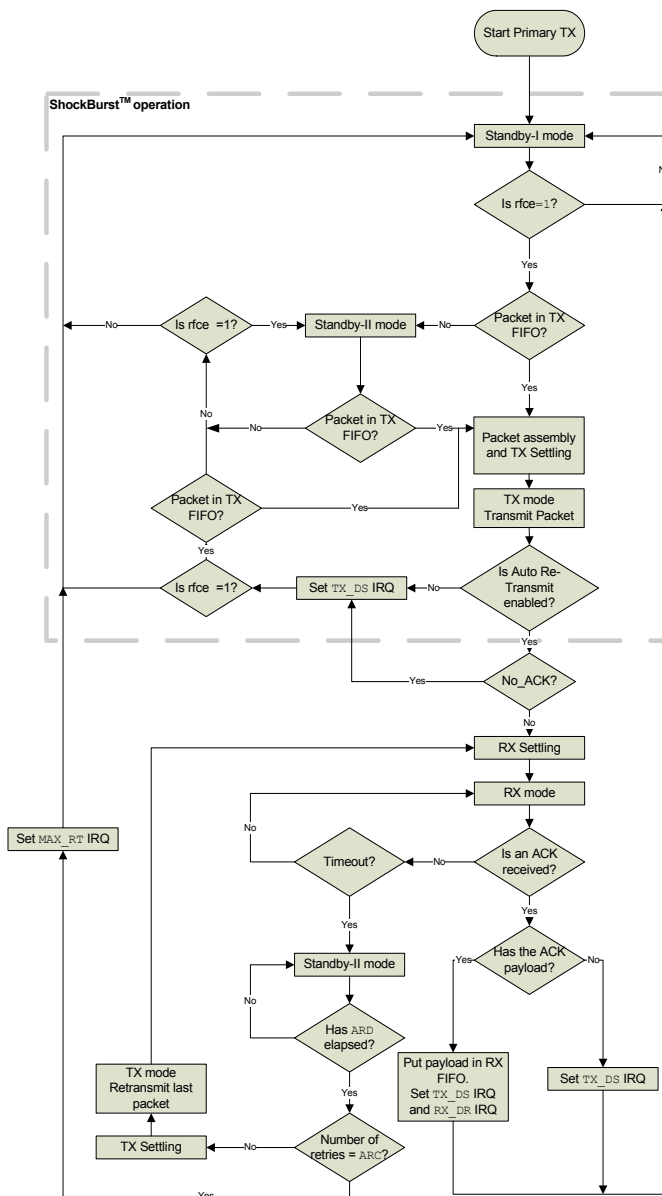 Start Primary TX
ShockBurst™ operation
Standby-I mode
Is rfce=1?
Yes
No
Is rfce =1?
Yes
Standby-II mode
No
Packet in TX
FIFO?
Yes
No
Packet in TX
FIFO?
No
Yes
Packet assembly
and TX Settling
Packet in TX
FIFO?
Yes
TX mode
Transmit Packet
Yes
Is rfce =1?
Set TX_DS IRQ
No
Is Auto Re-
Transmit
enabled?
Yes
Yes
No_ACK?
No
RX Settling
RX mode
No
Set MAX_RT IRQ
Timeout?
No
Is an ACK
received?
Yes
Yes
Standby-II mode
Yes
Has the ACK
payload?
No
No
Has ARD
elapsed?
TX mode
Retransmit last
packet
Put payload in RX
FIFO.
Set TX_DS IRQ
and RX_DR IRQ
Set TX_DS IRQ
Yes
TX Settling
No
Number of
retries = ARC?
Yes